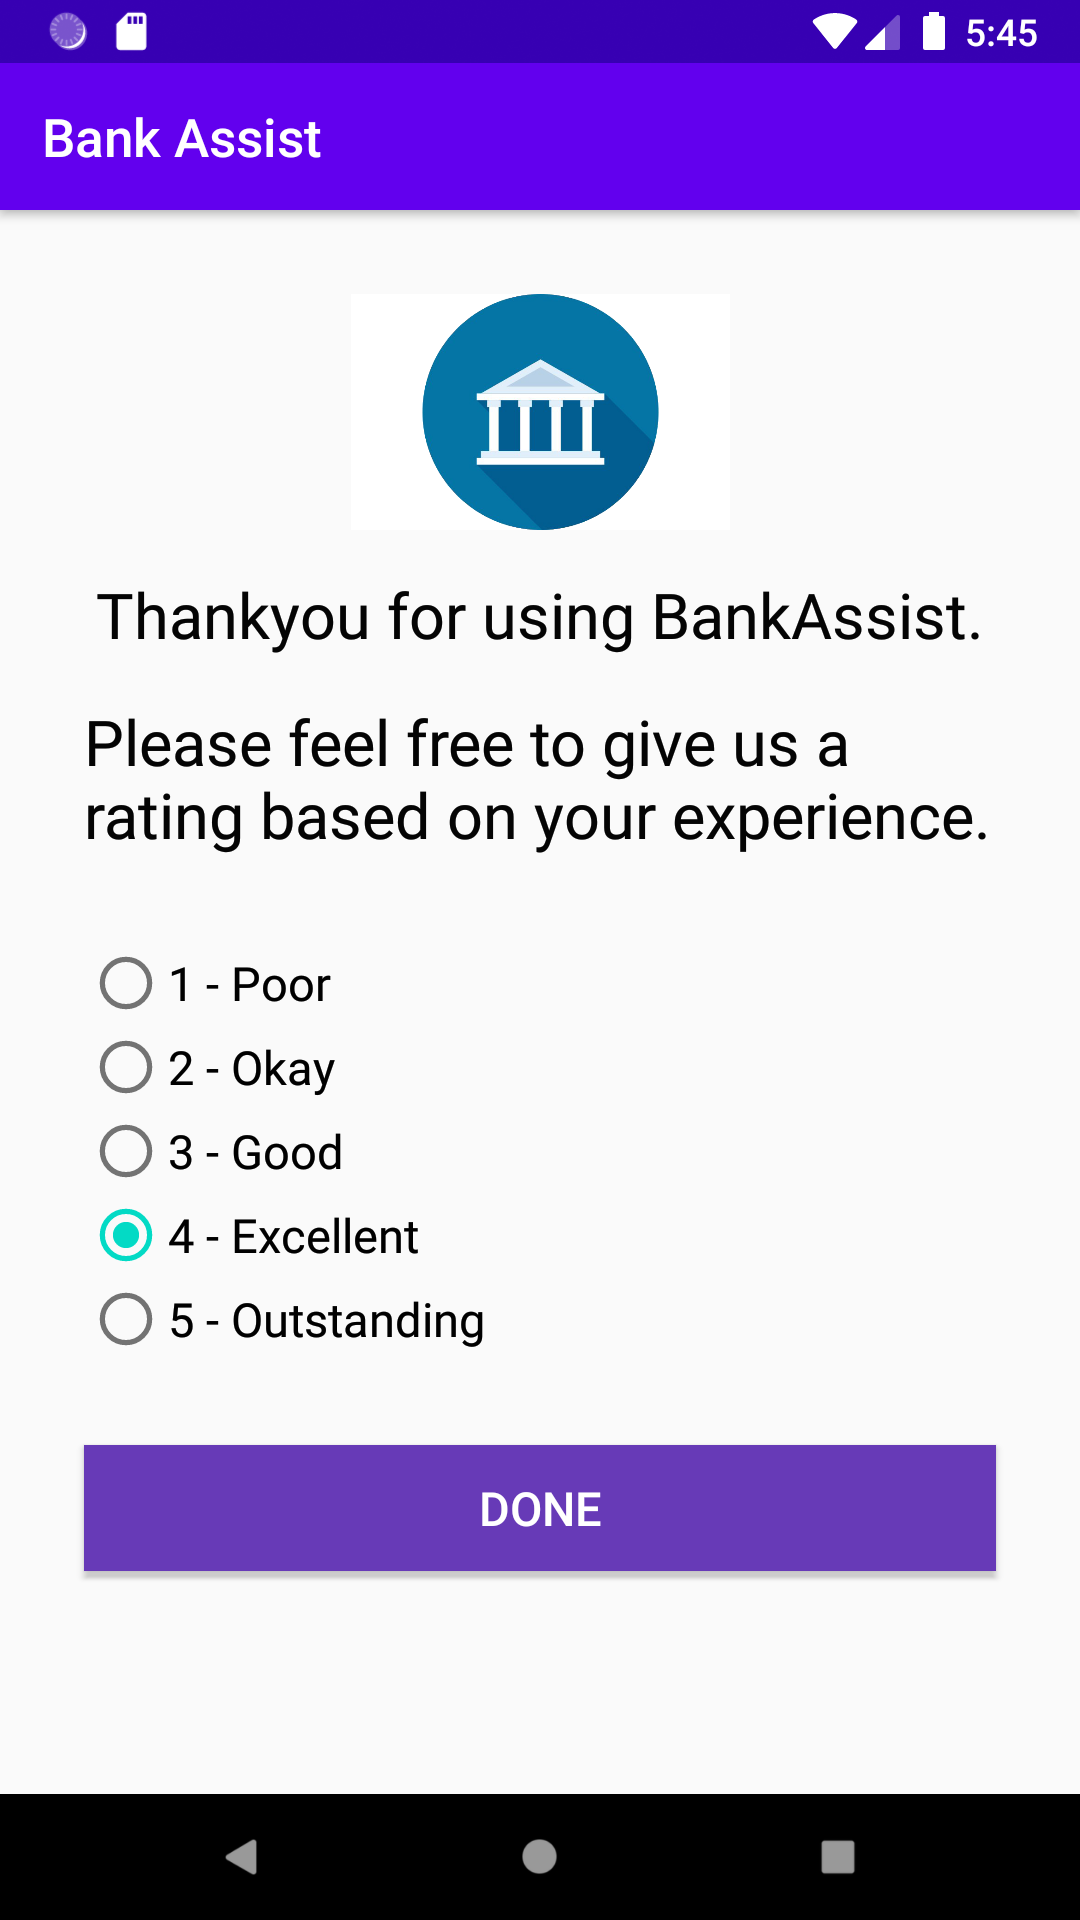 5:45
Bank Assist
Thankyou for using BankAssist.
Please feel free to give us a
rating based on your experience.
1 - Poor
2 - Okay
3 - Good
4 - Excellent
5 - Outstanding
DONE